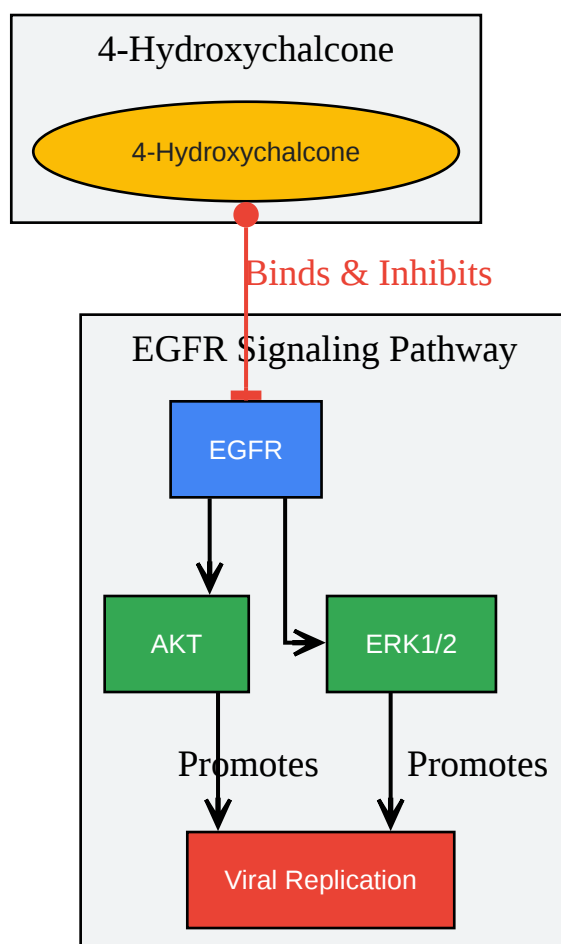 4-Hydroxychalcone
4-Hydroxychalcone
Binds & Inhibits
EGFR Signaling Pathway
EGFR
AKT
ERK1/2
Promotes
Promotes
Viral Replication